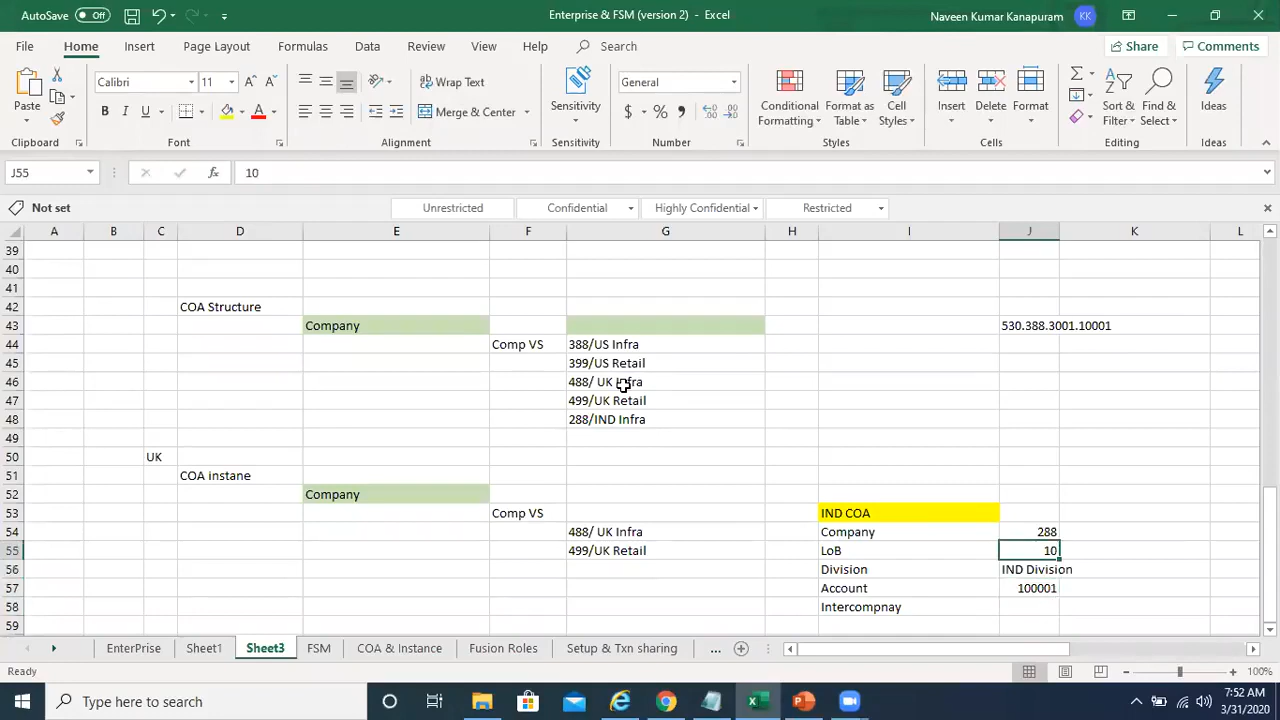 AutoSave Off Enterprise & FSM (version 2) - Excel Naveen Kumar Kanapuram KK
File Home Insert Page Layout Formulas Data Review View Help Search Share Comments
Paste Calibri 11 Wrap Text General Sensitivity Conditional Formatting Format as Table Cell Styles Insert Delete Format Sort & Filter Find & Select Ideas
B I U Merge & Center $ %
Clipboard Font Alignment Sensitivity Number Styles Cells Editing Ideas
J55 fx 10
Not set Unrestricted Confidential Highly Confidential Restricted
A B C D E F G H I J K L
39
40
41
42 COA Structure
43 Company 530.388.3001.10001
44 Comp VS 388/US Infra
45 399/US Retail
46 488/ UK Infra
47 499/UK Retail
48 288/IND Infra
49
50 UK
51 COA instane
52 Company
53 Comp VS IND COA
54 488/ UK Infra Company 288
55 499/UK Retail LoB 10
56 Division IND Division
57 Account 100001
58 Intercompnay
59
EnterPrise Sheet1 Sheet3 FSM COA & Instance Fusion Roles Setup & Txn sharing ...
Ready 100%
Type here to search 7:52 AM
3/31/2020